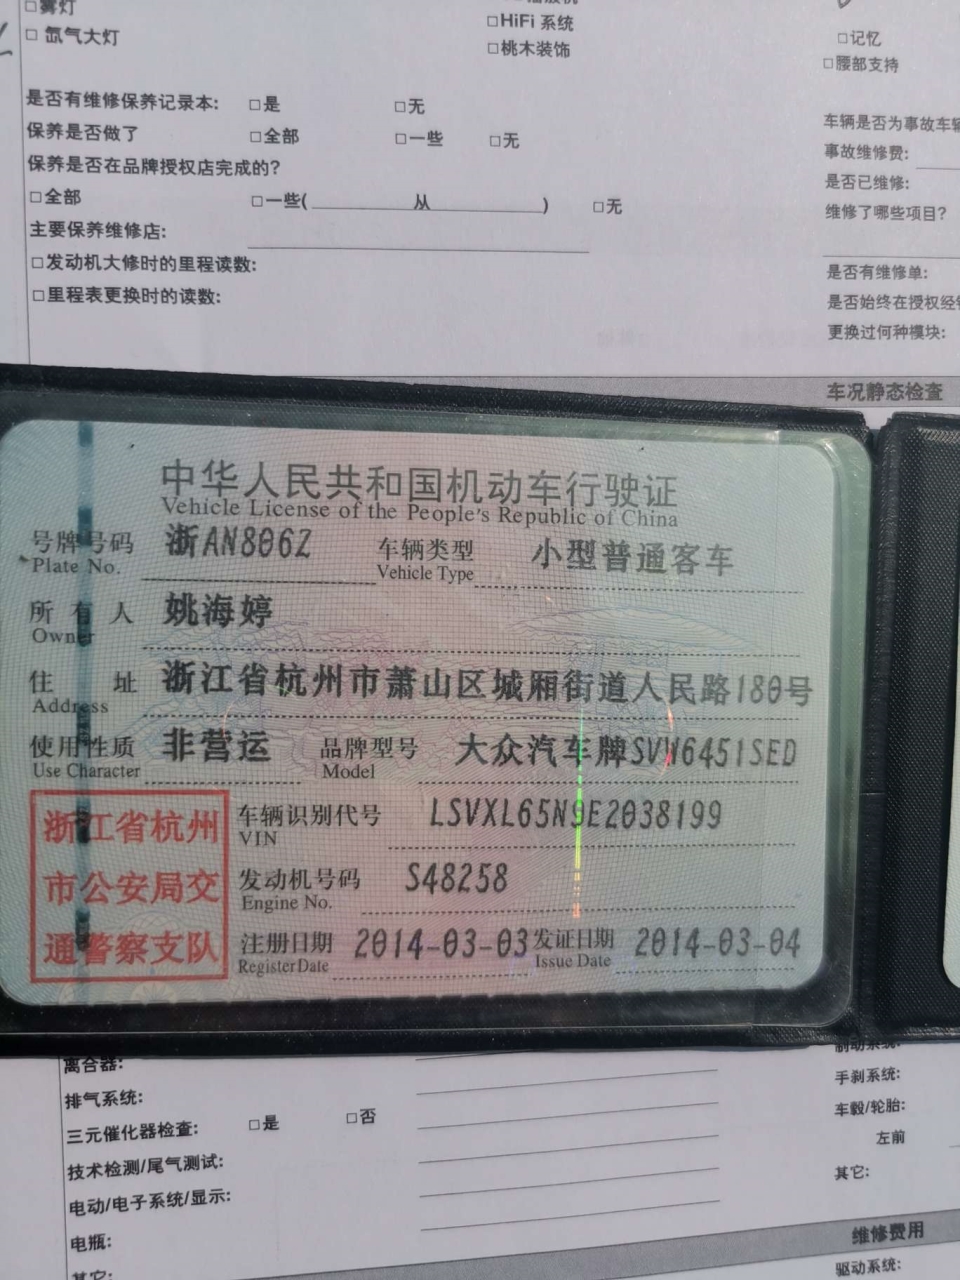 □雾灯
□ 氙气大灯
□HiFi 系统
□桃木装饰
□记忆
□腰部支持
是否有维修保养记录本: □是 □无
保养是否做了 □全部 □一些 □无
保养是否在品牌授权店完成的?
□全部 □一些( 从 ) □无
主要保养维修店:
□发动机大修时的里程读数:
□里程表更换时的读数:
车辆是否为事故车辆
事故维修费:
是否已维修:
维修了哪些项目?
是否有维修单:
是否始终在授权经销
更换过何种模块:
车况静态检查
中华人民共和国机动车行驶证
Vehicle License of the People's Republic of China
号牌号码 浙AN806Z 车辆类型 小型普通客车
Plate No. Vehicle Type
所有人 姚海婷
Owner
住址 浙江省杭州市萧山区城厢街道人民路180号
Address
使用性质 非营运 品牌型号 大众汽车牌SVW6451SED
Use Character Model
浙江省杭州
市公安局交
通警察支队
车辆识别代号 LSVXL65N9E2038199
VIN
发动机号码 S48258
Engine No.
注册日期 2014-03-03 发证日期 2014-03-04
Register Date Issue Date
离合器:
排气系统:
三元催化器检查: □是 □否
技术检测/尾气测试:
电动/电子系统/显示:
电瓶:
其它:
制动系统:
手刹系统:
车毂/轮胎:
左前
其它:
维修费用
驱动系统: